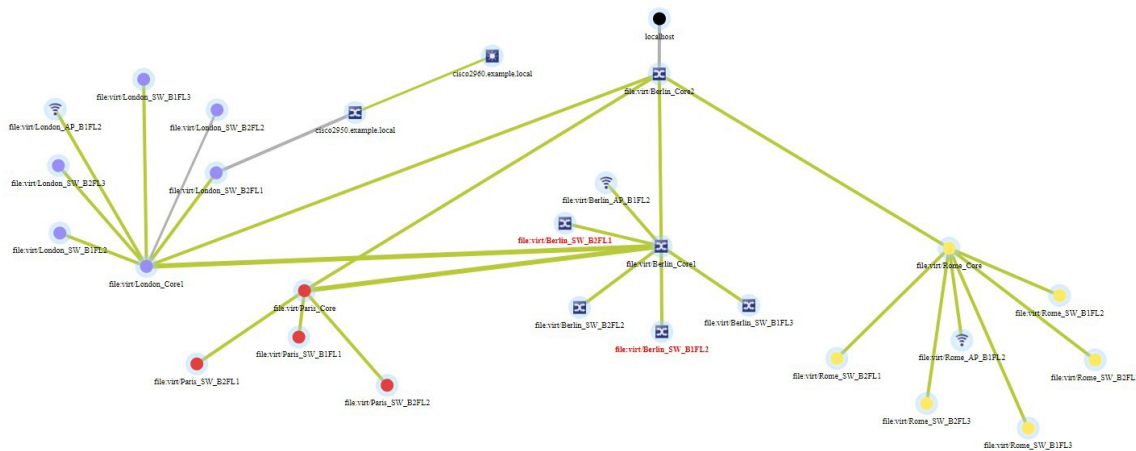 localhost
cisco2960.example.local
file:virt/Berlin_Core2
file:virt/London_SW_B1FL3
file:virt/London_AP_B1FL2
file:virt/London_SW_B2FL2
cisco2950.example.local
file:virt/London_SW_B2FL3
file:virt/London_SW_B2FL1
file:virt/Berlin_AP_B1FL2
file:virt/Berlin_SW_B2FL1
file:virt/London_SW_B1FL2
file:virt/Berlin_Core1
file:virt/Rome_Core
file:virt/London_Core1
file:virt/Paris_Core
file:virt/Rome_SW_B1FL2
file:virt/Berlin_SW_B2FL2
file:virt/Berlin_SW_B1FL3
file:virt/Berlin_SW_B1FL2
file:virt/Paris_SW_B1FL1
file:virt/Rome_AP_B1FL2
file:virt/Rome_SW_B2FL1
file:virt/Paris_SW_B2FL1
file:virt/Rome_SW_B2FL
file:virt/Paris_SW_B2FL2
file:virt/Rome_SW_B2FL3
file:virt/Rome_SW_B1FL3